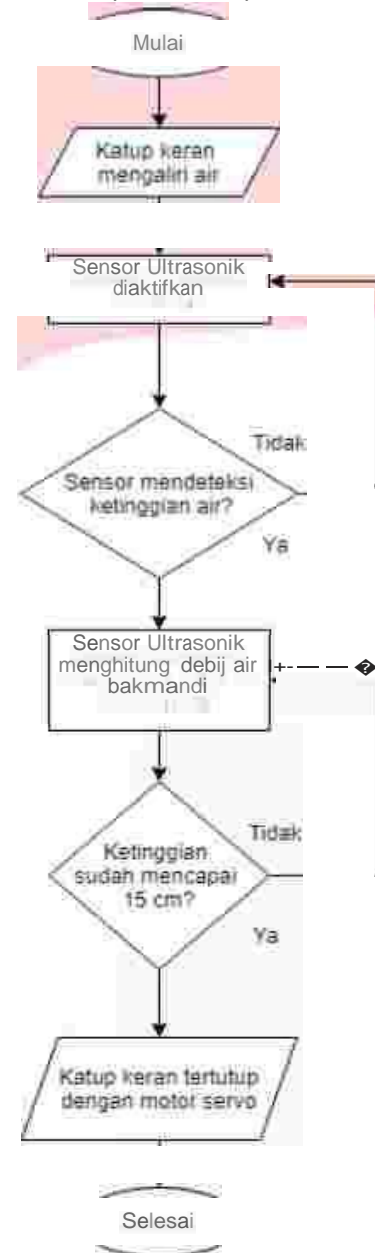 Mulai
Katup keran
mengaliri air
Sensor Ultrasonik
diaktifkan
Tidak
Sensor mendeteksi
ketinggian air?
Ya
Sensor Ultrasonik
menghitung debij air
bakmandi
Tidak
Ketinggian
sudah mencapai
15 cm?
Ya
Katup keran tertutup
dengan motor servo
Selesai